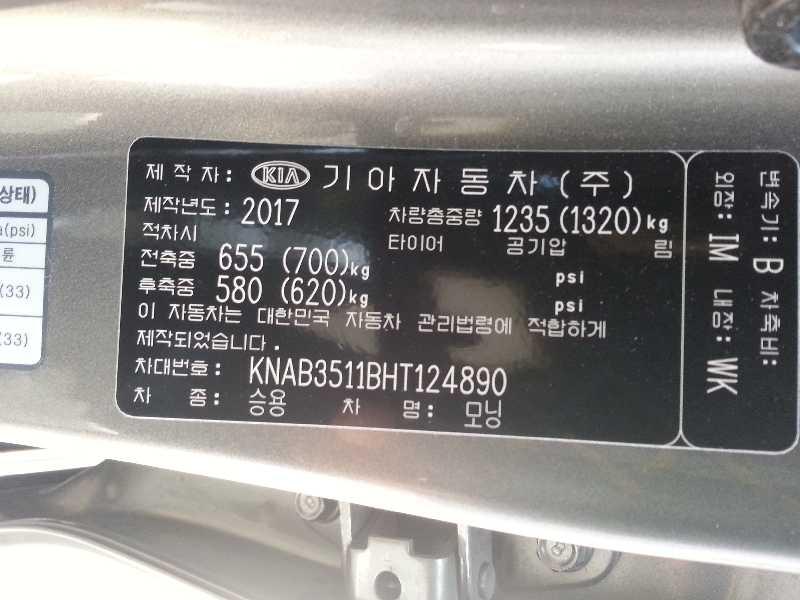 상태)
a(psi)
륜
(33)
(33)
제 작 자 : KIA 기 아 자 동 차 ( 주 )
제작년도 : 2017 차량총중량 1235 (1320)kg
적차시 타이어 공기압 림
전축중 655 (700)kg psi
후축중 580 (620)kg psi
이 자동차는 대한민국 자동차 관리법령에 적합하게
제작되었습니다.
차대번호: KNAB3511BHT124890
차 종: 승용 차 명: 모닝
변속기: B 차축비:
외장: IM 내장: WK